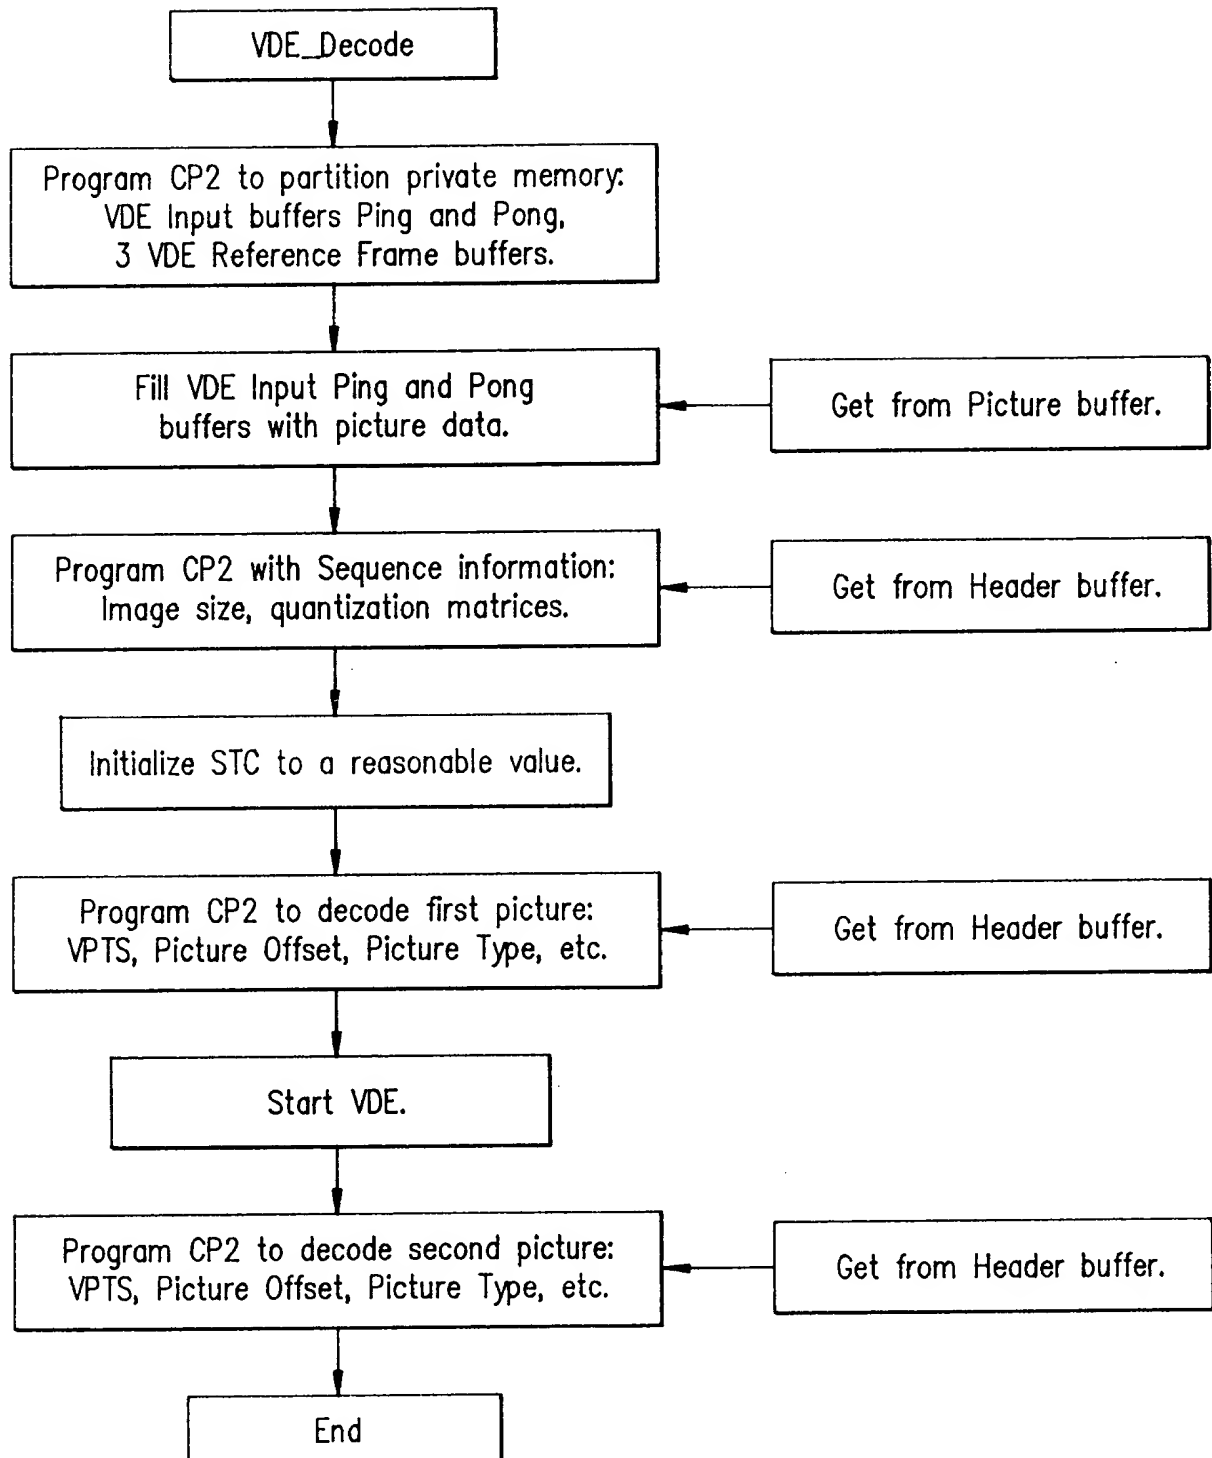 VDE_Decode
Program CP2 to partition private memory:
VDE Input buffers Ping and Pong,
3 VDE Reference Frame buffers.
Fill VDE Input Ping and Pong
buffers with picture data.
Get from Picture buffer.
Program CP2 with Sequence information:
Image size, quantization matrices.
Get from Header buffer.
Initialize STC to a reasonable value.
Program CP2 to decode first picture:
VPTS, Picture Offset, Picture Type, etc.
Get from Header buffer.
Start VDE.
Program CP2 to decode second picture:
VPTS, Picture Offset, Picture Type, etc.
Get from Header buffer.
End